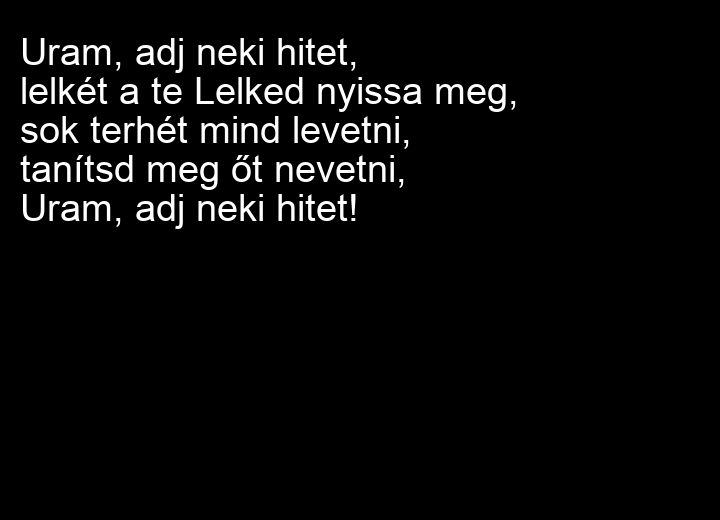 Uram, adj neki hitet,
lelkét a te Lelked nyissa meg,
sok terhét mind levetni,
tanítsd meg őt nevetni,
Uram, adj neki hitet!